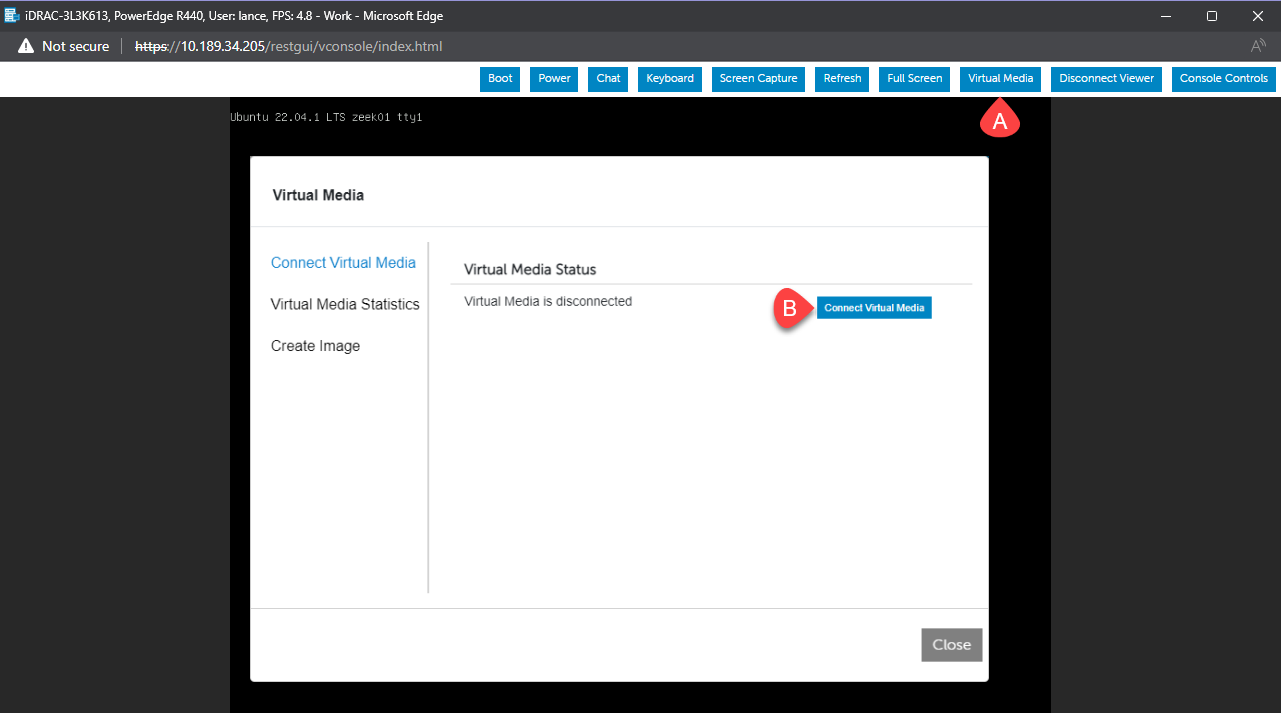 iDRAC-3L3K613, PowerEdge R440, User: lance, FPS: 4.8 - Work - Microsoft Edge
Not secure https://10.189.34.205/restgui/vconsole/index.html
Boot Power Chat Keyboard Screen Capture Refresh Full Screen Virtual Media Disconnect Viewer Console Controls
Ubuntu 22.04.1 LTS zeek01 tty1
A
Virtual Media
Connect Virtual Media
Virtual Media Statistics
Create Image
Virtual Media Status
Virtual Media is disconnected
B
Connect Virtual Media
Close